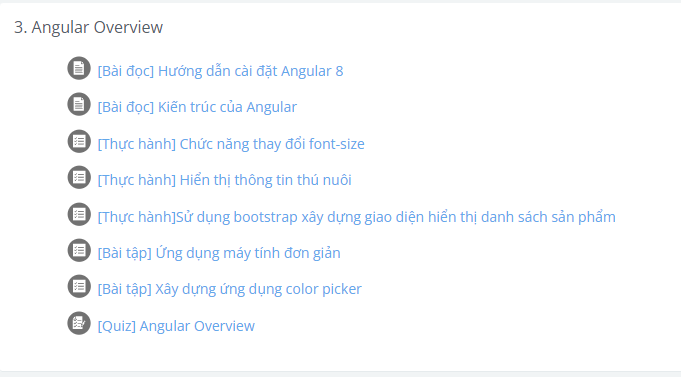 3. Angular Overview
[Bài đọc] Hướng dẫn cài đặt Angular 8
[Bài đọc] Kiến trúc của Angular
[Thực hành] Chức năng thay đổi font-size
[Thực hành] Hiển thị thông tin thú nuôi
[Thực hành]Sử dụng bootstrap xây dựng giao diện hiển thị danh sách sản phẩm
[Bài tập] Ứng dụng máy tính đơn giản
[Bài tập] Xây dựng ứng dụng color picker
[Quiz] Angular Overview